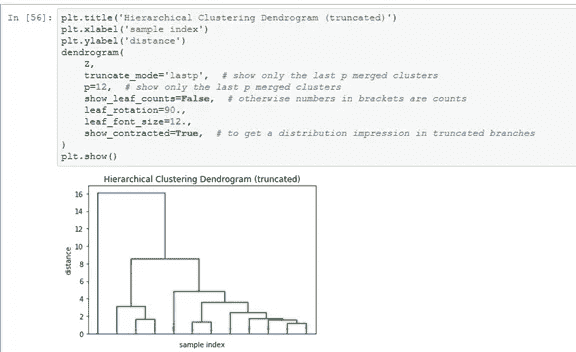 In [56]: plt.title('Hierarchical Clustering Dendrogram (truncated)')
plt.xlabel('sample index')
plt.ylabel('distance')
dendrogram(
Z,
truncate_mode='lastp', # show only the last p merged clusters
p=12, # show only the last p merged clusters
show_leaf_counts=False, # otherwise numbers in brackets are counts
leaf_rotation=90.,
leaf_font_size=12.,
show_contracted=True, # to get a distribution impression in truncated branches
)
plt.show()
Hierarchical Clustering Dendrogram (truncated)
16
14
12
10
8
6
4
2
0
distance
sample index